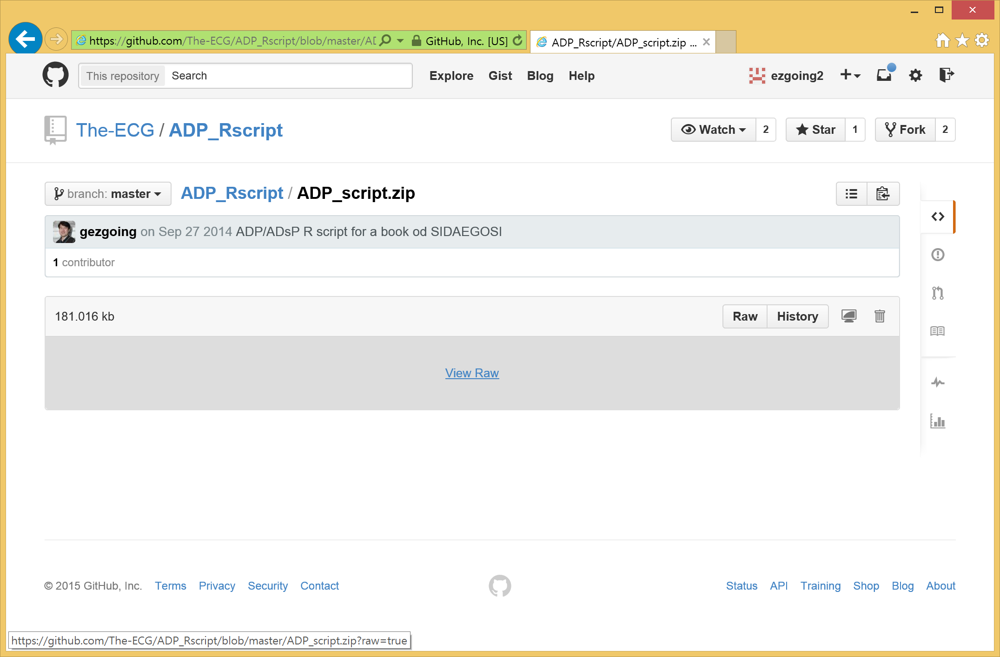 https://github.com/The-ECG/ADP_Rscript/blob/master/AD GitHub, Inc. [US] ADP_Rscript/ADP_script.zip ...
This repository Search Explore Gist Blog Help ezgoing2
The-ECG / ADP_Rscript Watch 2 Star 1 Fork 2
branch: master ADP_Rscript / ADP_script.zip
gezgoing on Sep 27 2014 ADP/ADsP R script for a book od SIDAEGOSI
1 contributor
181.016 kb Raw History
View Raw
© 2015 GitHub, Inc. Terms Privacy Security Contact Status API Training Shop Blog About
https://github.com/The-ECG/ADP_Rscript/blob/master/ADP_script.zip?raw=true